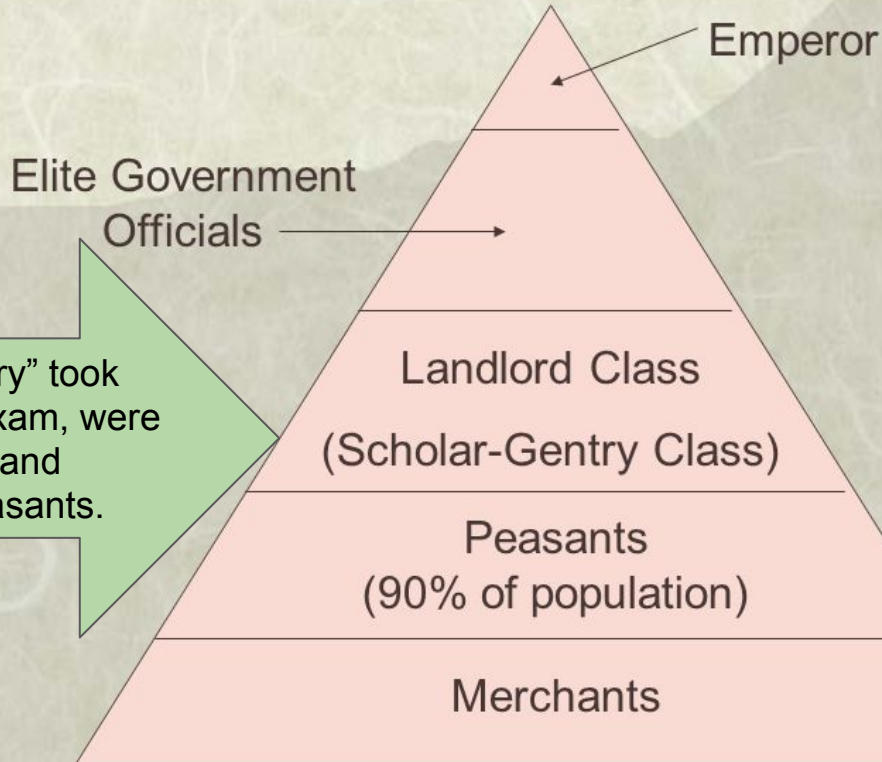 Emperor
Elite Government
Officials
ry” took
xam, were
and
asants.
Landlord Class
(Scholar-Gentry Class)
Peasants
(90% of population)
Merchants